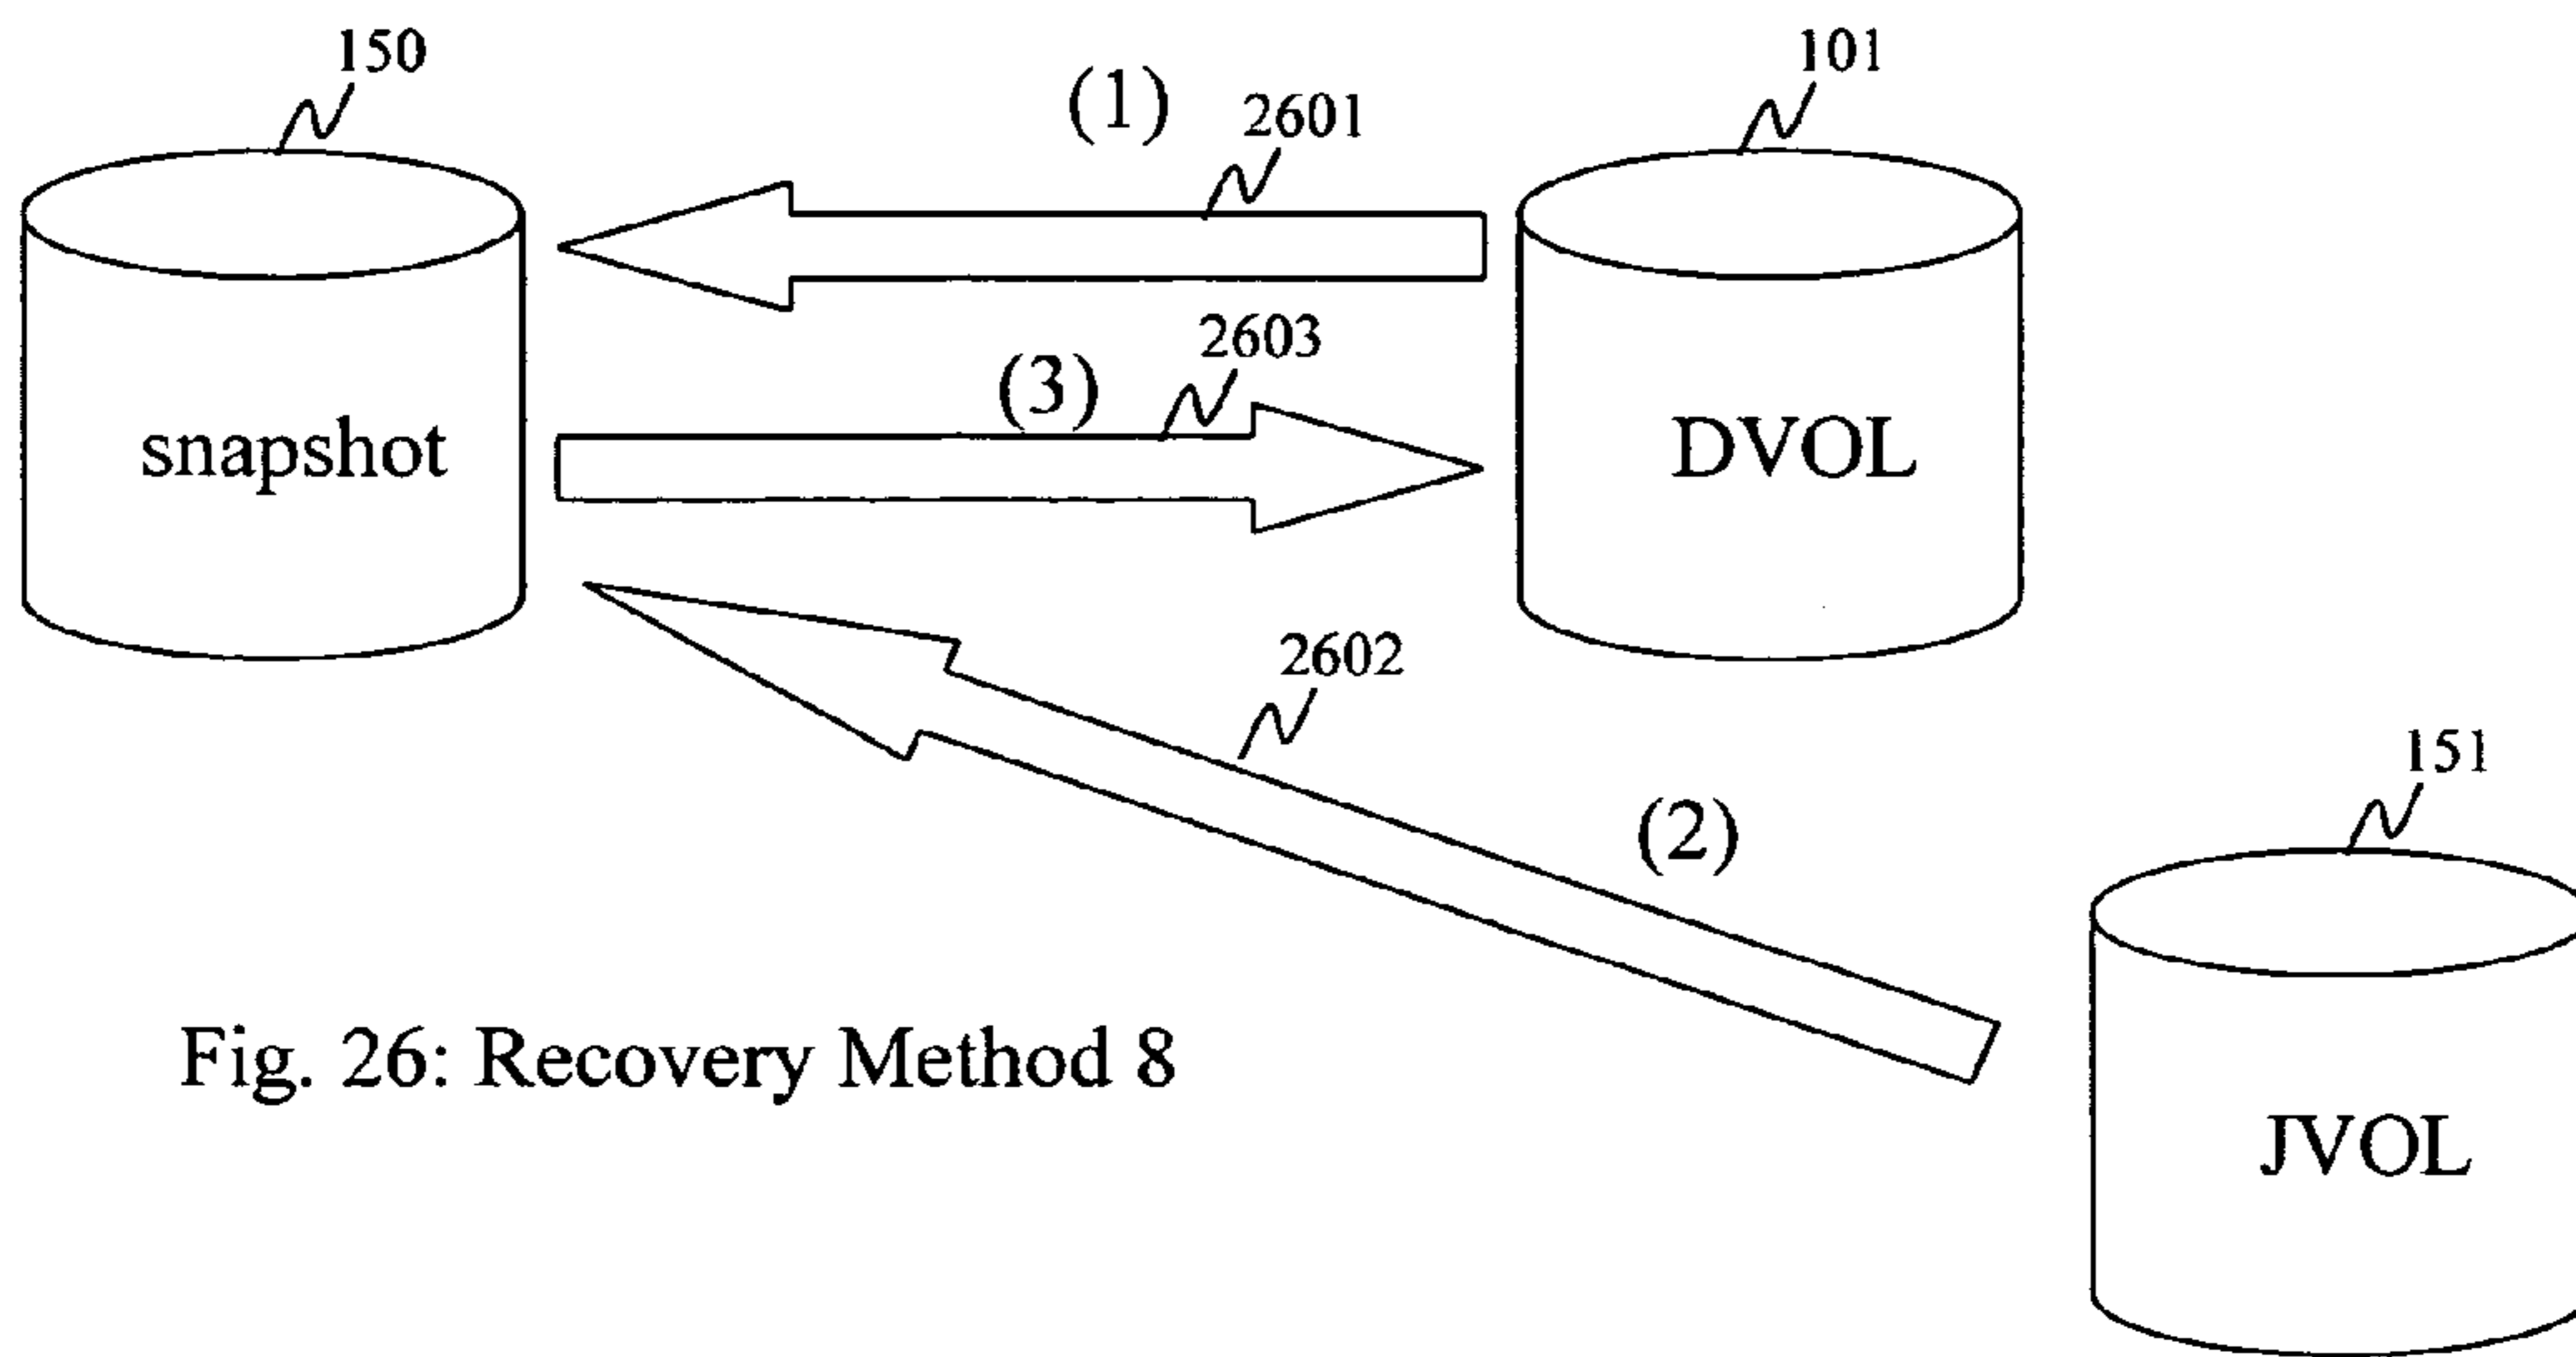 150
101
(1)
2601
2603
(3)
snapshot
DVOL
2602
151
(2)
Fig. 26: Recovery Method 8
JVOL